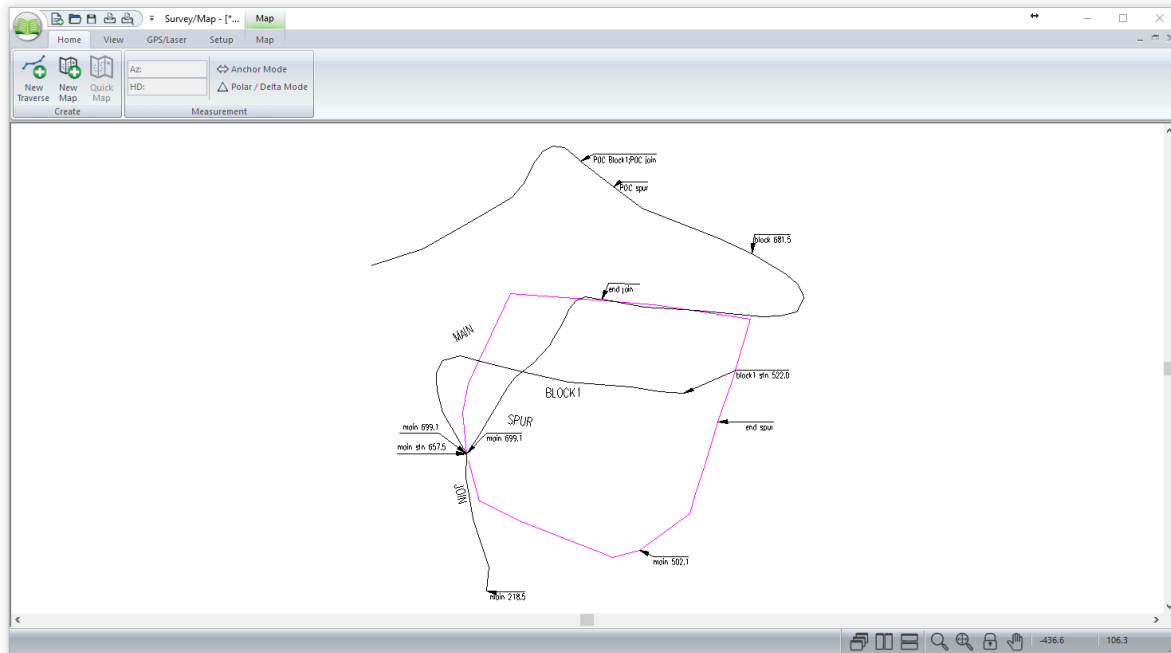 Survey/Map - [*...
Map
Home
View
GPS/Laser
Setup
Map
New Traverse
New Map
Quick Map
Create
Az:
HD:
Anchor Mode
Polar / Delta Mode
Measurement
POC Block1;POC join
POC spur
block 681.5
end join
MAIN
block1 stn 522.0
BLOCK1
SPUR
end spur
main 699.1
main 699.1
main stn 657.5
JOIN
main 502.1
main 218.5
-436.6
106.3